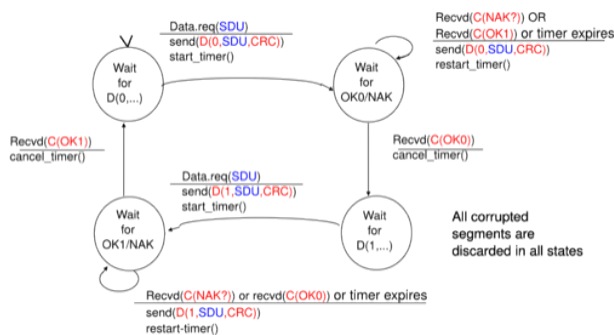 Data.req(SDU)
send(D(0,SDU,CRC))
start_timer()
Recvd(C(NAK?)) OR
Recvd(C(OK1)) or timer expires
send(D(0,SDU,CRC))
restart_timer()
Wait
for
D(0,...)
Wait
for
OK0/NAK
Recvd(C(OK1))
cancel_timer()
Recvd(C(OK0))
cancel_timer()
Data.req(SDU)
send(D(1,SDU,CRC))
start_timer()
Wait
for
OK1/NAK
Wait
for
D(1,...)
All corrupted
segments are
discarded in all states
Recvd(C(NAK?)) or recvd(C(OK0)) or timer expires
send(D(1,SDU,CRC))
restart-timer()